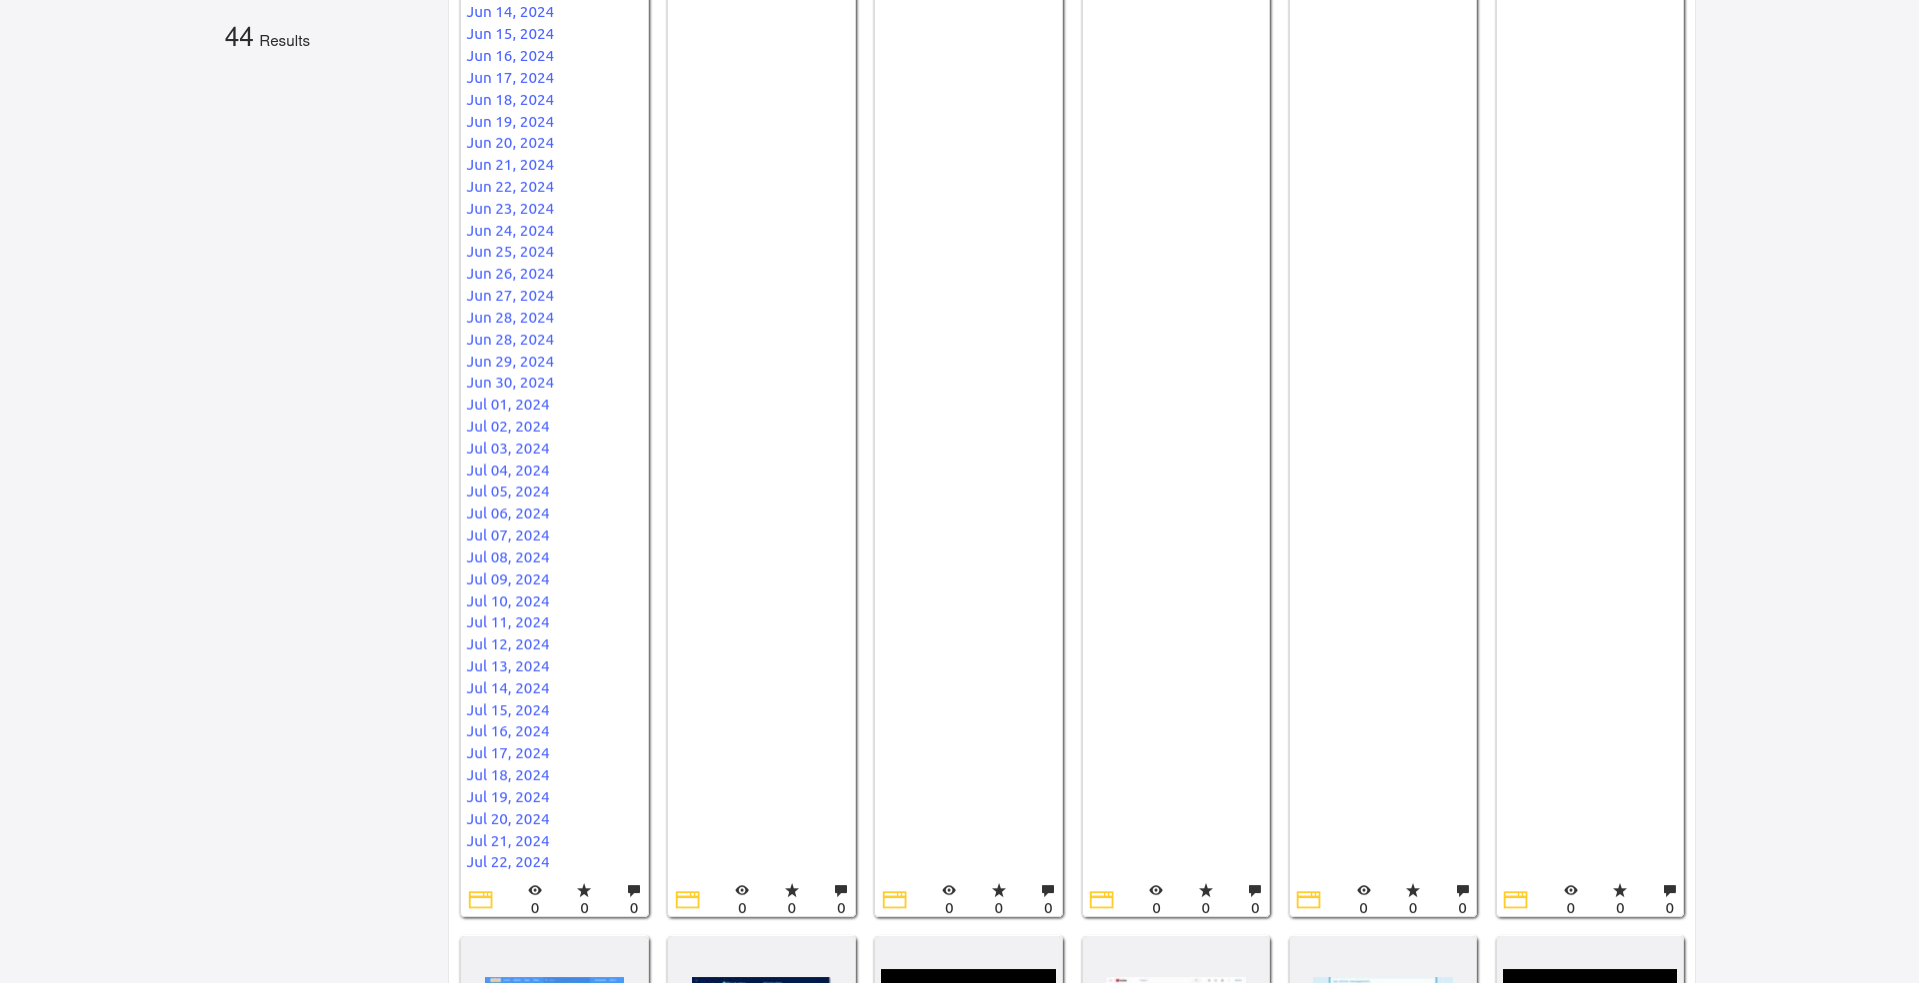 44 Results
Jun 14, 2024
Jun 15, 2024
Jun 16, 2024
Jun 17, 2024
Jun 18, 2024
Jun 19, 2024
Jun 20, 2024
Jun 21, 2024
Jun 22, 2024
Jun 23, 2024
Jun 24, 2024
Jun 25, 2024
Jun 26, 2024
Jun 27, 2024
Jun 28, 2024
Jun 28, 2024
Jun 29, 2024
Jun 30, 2024
Jul 01, 2024
Jul 02, 2024
Jul 03, 2024
Jul 04, 2024
Jul 05, 2024
Jul 06, 2024
Jul 07, 2024
Jul 08, 2024
Jul 09, 2024
Jul 10, 2024
Jul 11, 2024
Jul 12, 2024
Jul 13, 2024
Jul 14, 2024
Jul 15, 2024
Jul 16, 2024
Jul 17, 2024
Jul 18, 2024
Jul 19, 2024
Jul 20, 2024
Jul 21, 2024
Jul 22, 2024
0 0 0 0 0 0 0 0 0 0 0 0 0 0 0 0 0 0